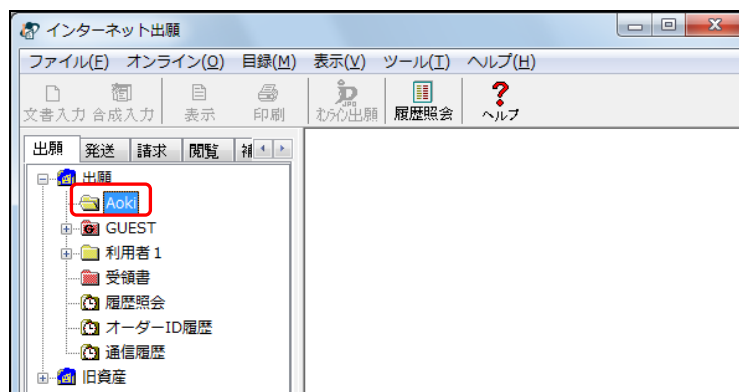 インターネット出願
ファイル(F) オンライン(O) 目録(M) 表示(V) ツール(T) ヘルプ(H)
文書入力 合成入力 表示 印刷 オンライン出願 履歴照会 ヘルプ
出願 発送 請求 閲覧
出願
Aoki
GUEST
利用者1
受領書
履歴照会
オーダーID履歴
通信履歴
旧資産